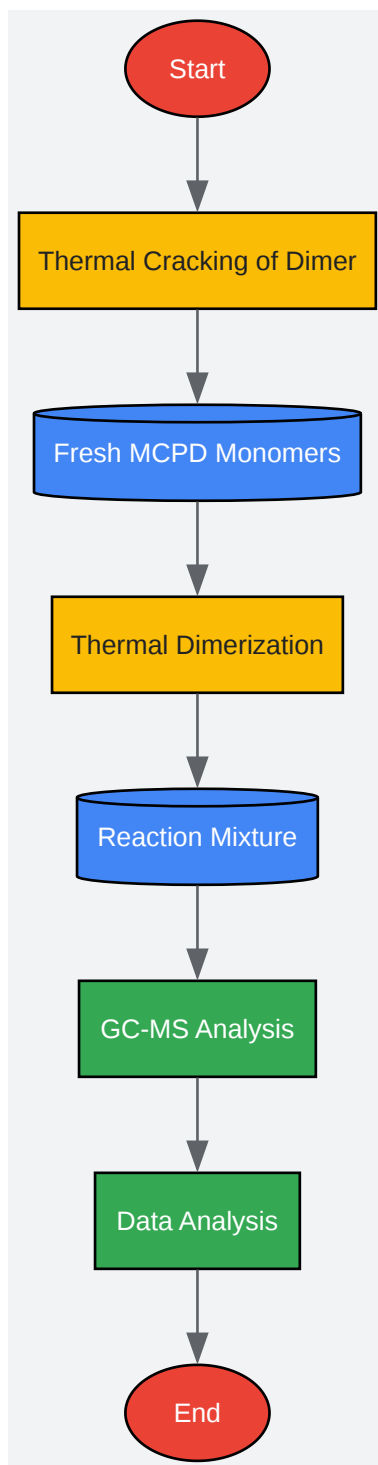 Start
Thermal Cracking of Dimer
Fresh MCPD Monomers
Thermal Dimerization
Reaction Mixture
GC-MS Analysis
Data Analysis
End